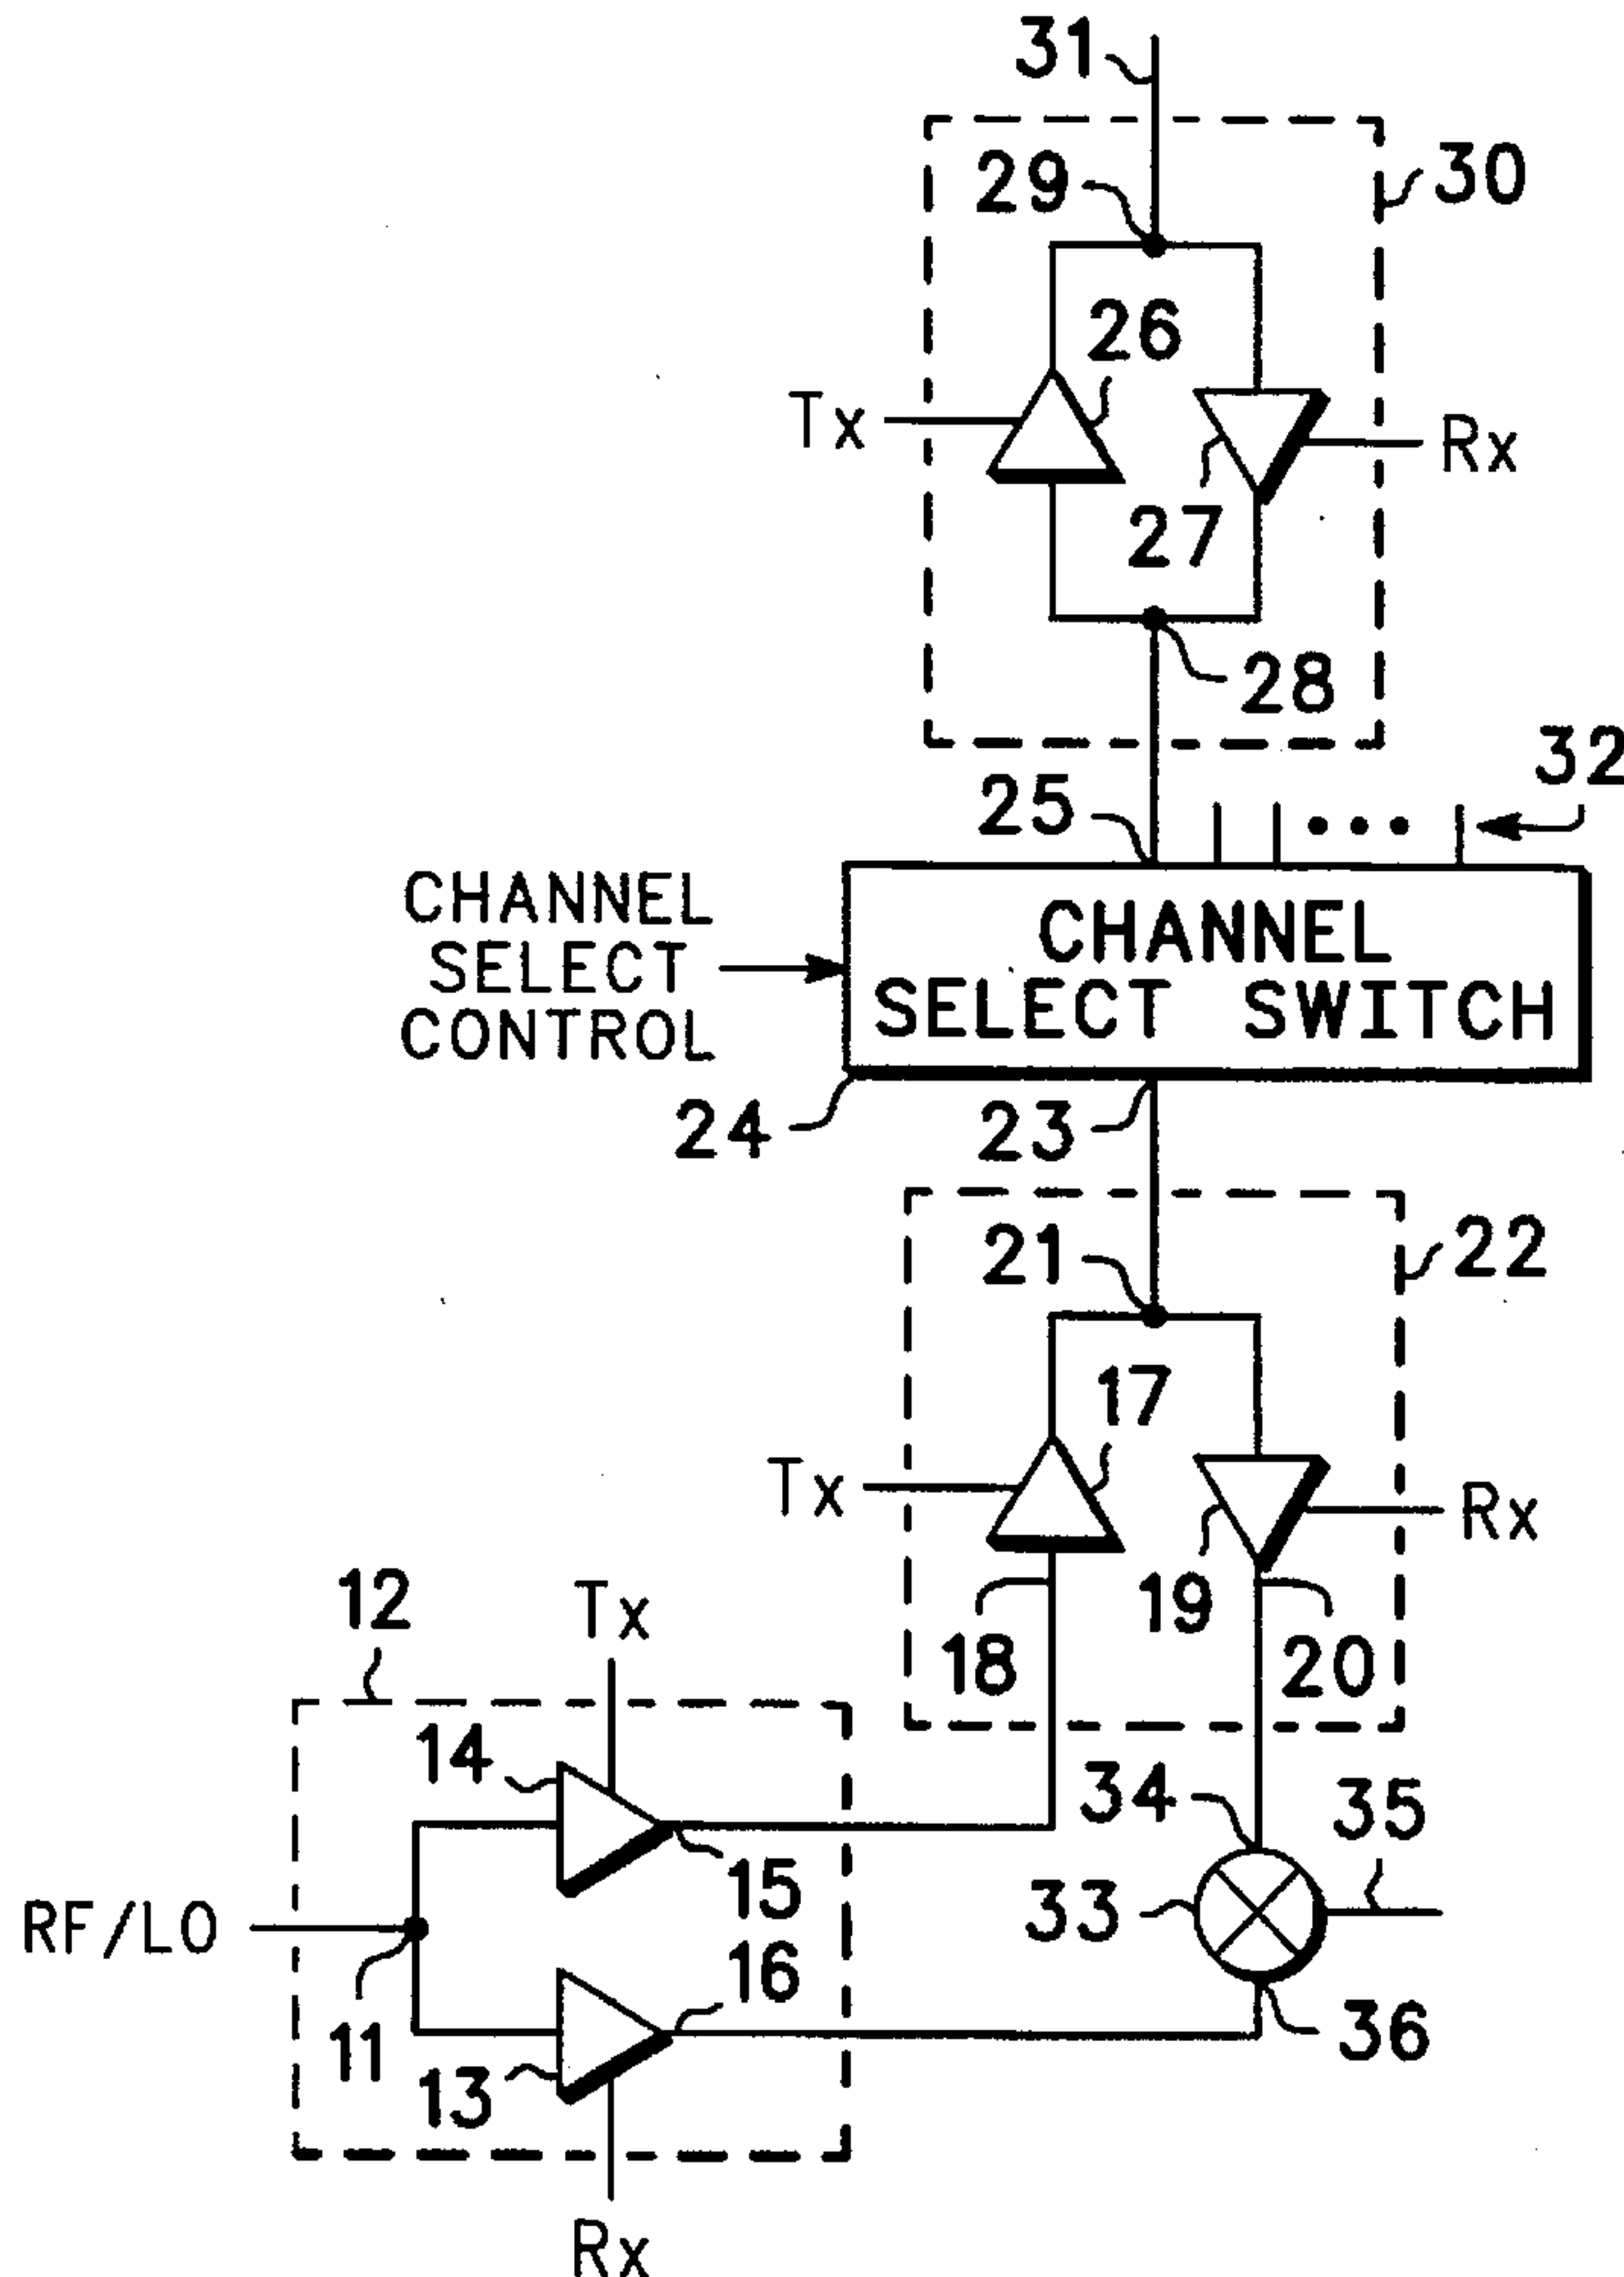 31
29
30
26
Tx
Rx
27
28
32
25
CHANNEL
SELECT
CONTROL
CHANNEL
SELECT SWITCH
24
23
21
22
17
Tx
Rx
12
Tx
19
18
20
14
34
35
15
33
RF/LO
16
11
36
13
Rx